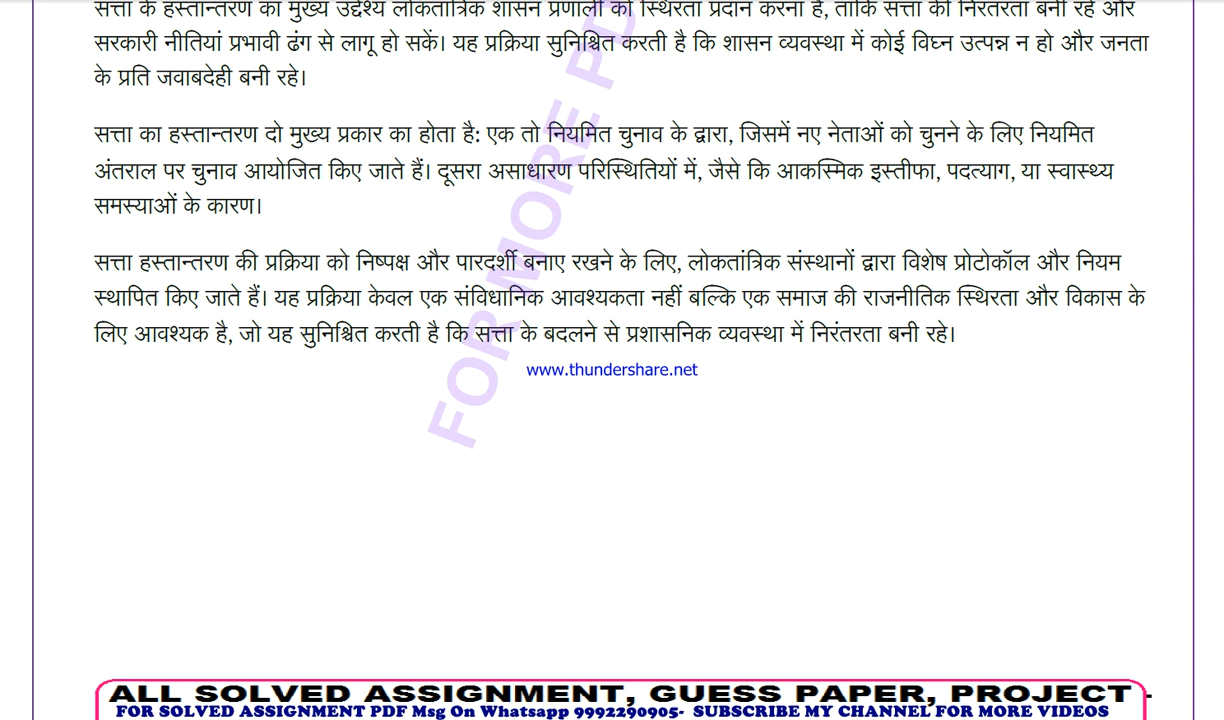 सत्ता के हस्तान्तरण का मुख्य उद्देश्य लोकतांत्रिक शासन प्रणाली को स्थिरता प्रदान करना है, ताकि सत्ता की निरंतरता बनी रहे और
सरकारी नीतियां प्रभावी ढंग से लागू हो सकें। यह प्रक्रिया सुनिश्चित करती है कि शासन व्यवस्था में कोई विघ्न उत्पन्न न हो और जनता
के प्रति जवाबदेही बनी रहे।
सत्ता का हस्तान्तरण दो मुख्य प्रकार का होता है: एक तो नियमित चुनाव के द्वारा, जिसमें नए नेताओं को चुनने के लिए नियमित
अंतराल पर चुनाव आयोजित किए जाते हैं। दूसरा असाधारण परिस्थितियों में, जैसे कि आकस्मिक इस्तीफा, पदत्याग, या स्वास्थ्य
समस्याओं के कारण।
सत्ता हस्तान्तरण की प्रक्रिया को निष्पक्ष और पारदर्शी बनाए रखने के लिए, लोकतांत्रिक संस्थानों द्वारा विशेष प्रोटोकॉल और नियम
स्थापित किए जाते हैं। यह प्रक्रिया केवल एक संविधानिक आवश्यकता नहीं बल्कि एक समाज की राजनीतिक स्थिरता और विकास के
लिए आवश्यक है, जो यह सुनिश्चित करती है कि सत्ता के बदलने से प्रशासनिक व्यवस्था में निरंतरता बनी रहे।
www.thundershare.net
FOR MORE PD
ALL SOLVED ASSIGNMENT, GUESS PAPER, PROJECT -
FOR SOLVED ASSIGNMENT PDF Msg On Whatsapp 9992290905- SUBSCRIBE MY CHANNEL FOR MORE VIDEOS